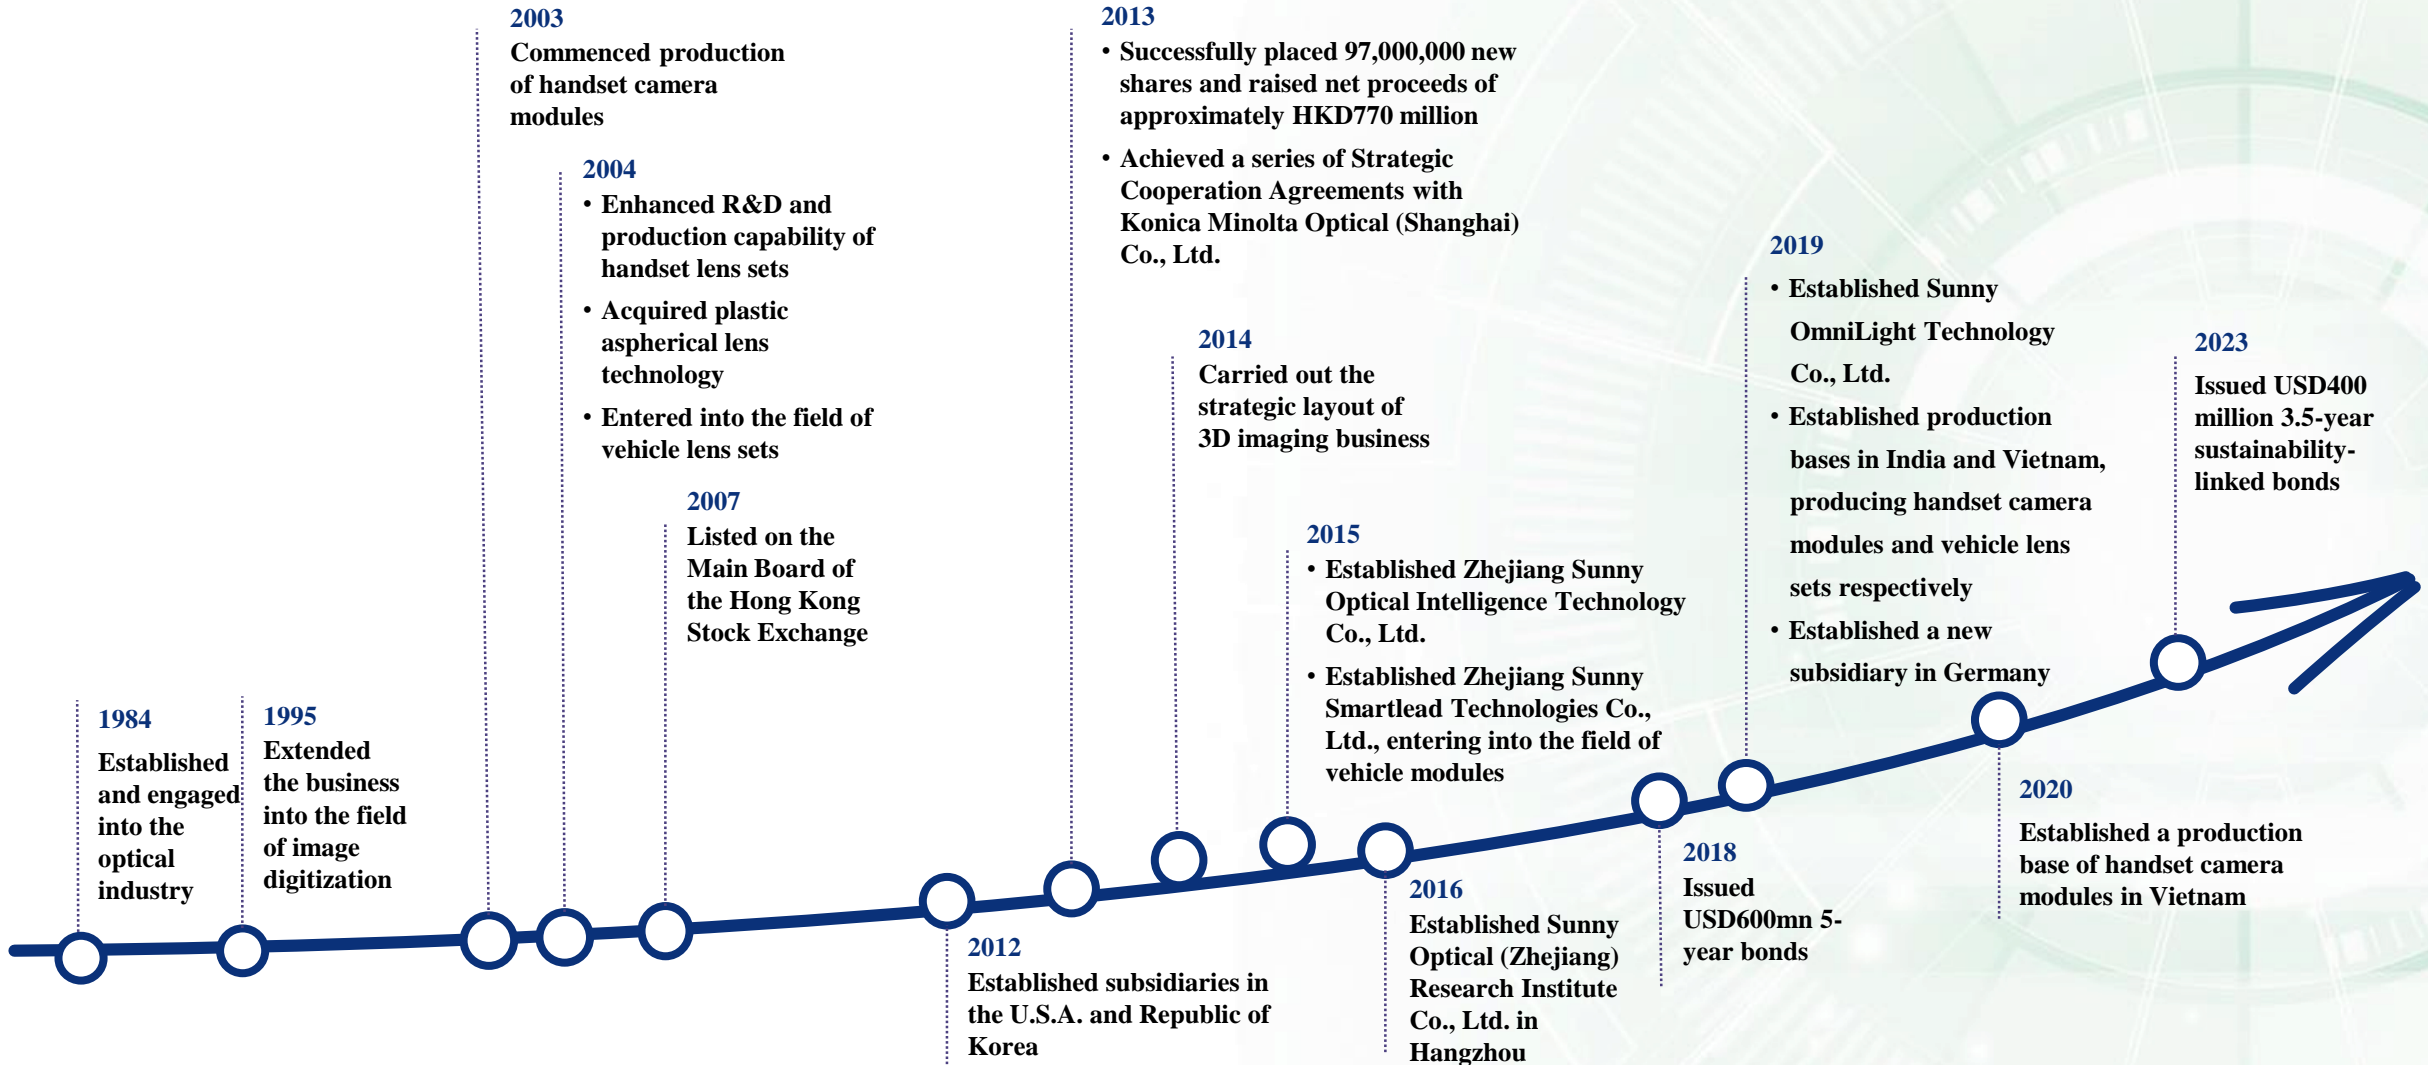 1984
Established
and engaged
into the
optical
industry
1995
Extended
the business
into the field
of image
digitization
2003
Commenced production
of handset camera
modules
2004
• Enhanced R&D and
production capability of
handset lens sets
• Acquired plastic
aspherical lens
technology
• Entered into the field of
vehicle lens sets
2007
Listed on the
Main Board of
the Hong Kong
Stock Exchange
2012
Established subsidiaries in
the U.S.A. and Republic of
Korea
2013
• Successfully placed 97,000,000 new
shares and raised net proceeds of
approximately HKD770 million
• Achieved a series of Strategic
Cooperation Agreements with
Konica Minolta Optical (Shanghai)
Co., Ltd.
2014
Carried out the
strategic layout of
3D imaging business
2015
• Established Zhejiang Sunny
Optical Intelligence Technology
Co., Ltd.
• Established Zhejiang Sunny
Smartlead Technologies Co.,
Ltd., entering into the field of
vehicle modules
2016
Established Sunny
Optical (Zhejiang)
Research Institute
Co., Ltd. in
Hangzhou
2018
Issued
USD600mn 5-
year bonds
2019
• Established Sunny
OmniLight Technology
Co., Ltd.
• Established production
bases in India and Vietnam,
producing handset camera
modules and vehicle lens
sets respectively
• Established a new
subsidiary in Germany
2020
Established a production
base of handset camera
modules in Vietnam
2023
Issued USD400
million 3.5-year
sustainability-
linked bonds